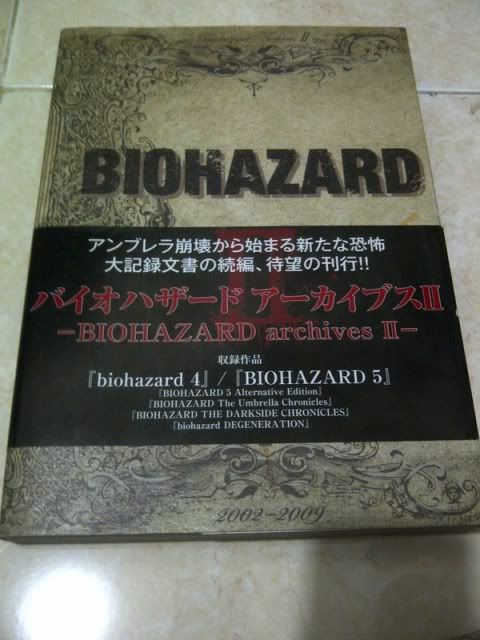 BIOHAZARD
アンブレラ崩壊から始まる新たな恐怖
大記録文書の続編、待望の刊行!!
バイオハザード アーカイブスⅡ
－BIOHAZARD archives Ⅱ－
収録作品
『biohazard 4』/『BIOHAZARD 5』
『BIOHAZARD 5 Alternative Edition』
『BIOHAZARD The Umbrella Chronicles』
『BIOHAZARD THE DARKSIDE CHRONICLES』
『biohazard DEGENERATION』
2002-2009